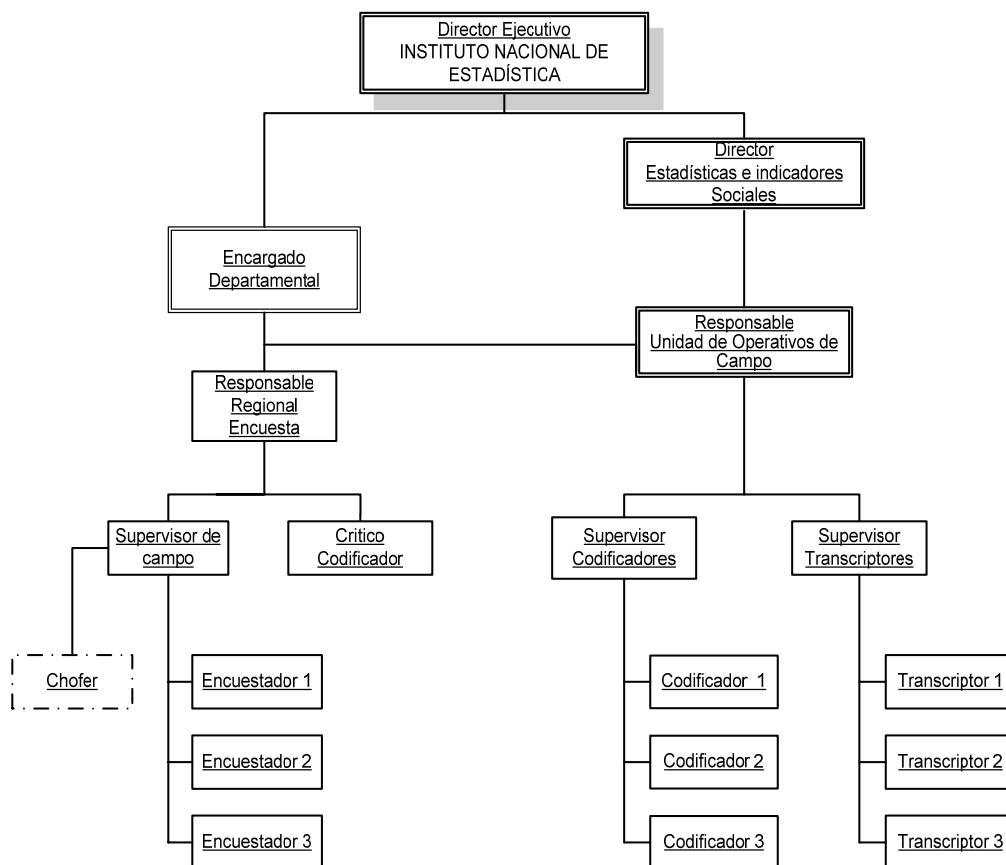 Director Ejecutivo
INSTITUTO NACIONAL DE
ESTADÍSTICA
Director
Estadísticas e indicadores
Sociales
Encargado
Departamental
Responsable
Unidad de Operativos de
Campo
Responsable
Regional
Encuesta
Supervisor de
campo
Critico
Codificador
Supervisor
Codificadores
Supervisor
Transcriptores
Chofer
Encuestador 1
Codificador 1
Transcriptor 1
Encuestador 2
Codificador 2
Transcriptor 2
Encuestador 3
Codificador 3
Transcriptor 3